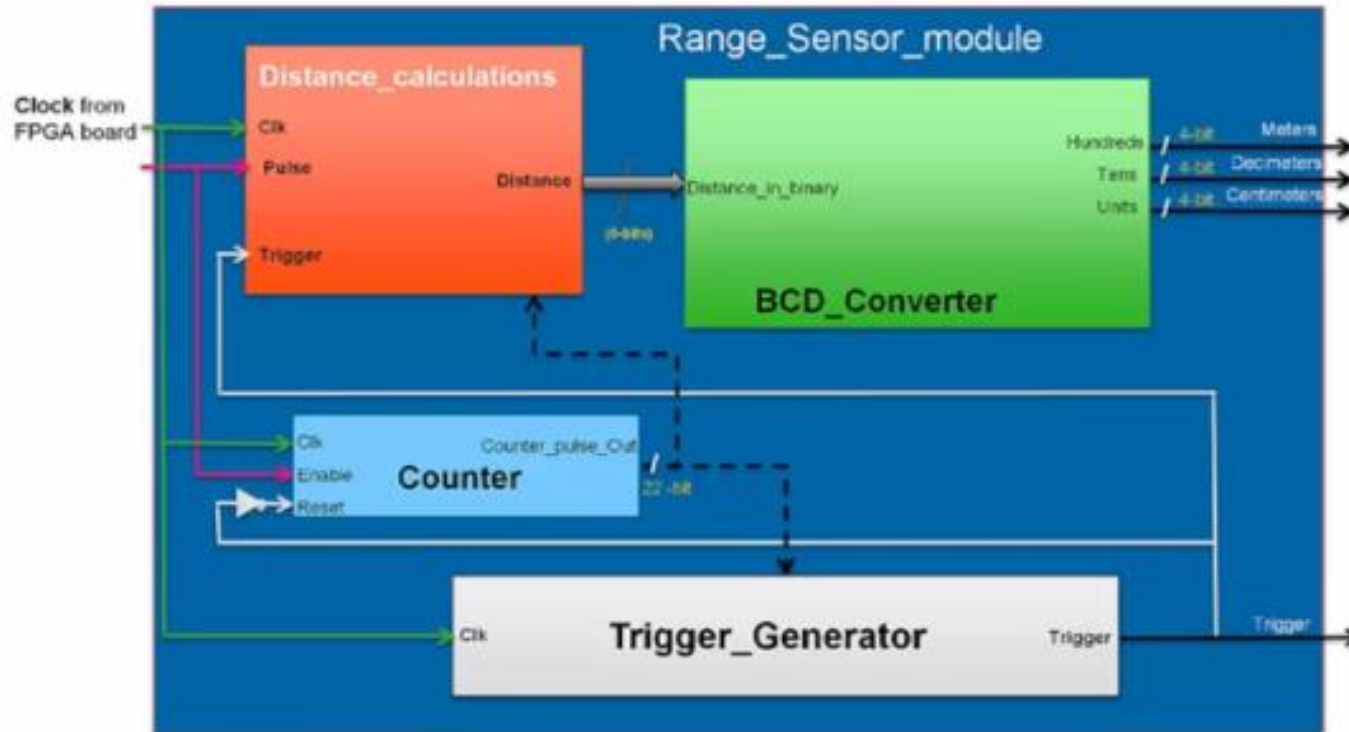 Range_Sensor_module
Clock from
FPGA board
Distance_calculations
Clk
Pulse
Trigger
Distance
Distance_in_binary
Hundreds
Tens
Units
BCD_Converter
4-bit
Meters
4-bit
Decimeters
4-bit
Centimeters
Clk
Enable
Reset
Counter_pulse_Out
Counter
22 -bit
Clk
Trigger_Generator
Trigger
Trigger